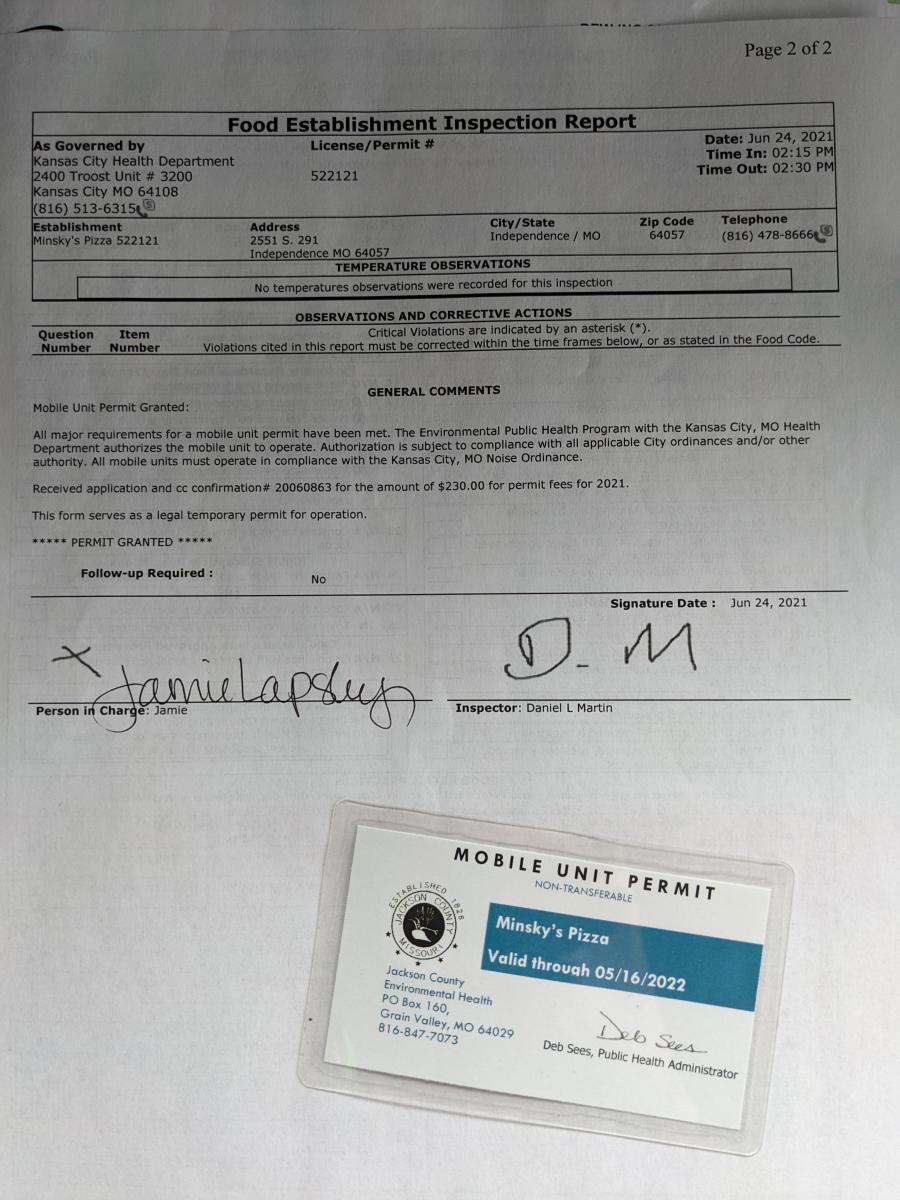 Page 2 of 2
Food Establishment Inspection Report
As Governed by
Kansas City Health Department
2400 Troost Unit # 3200
Kansas City MO 64108
(816) 513-6315
License/Permit #
522121
Date: Jun 24, 2021
Time In: 02:15 PM
Time Out: 02:30 PM
Establishment
Minsky's Pizza 522121
Address
2551 S. 291
Independence MO 64057
City/State
Independence / MO
Zip Code
64057
Telephone
(816) 478-8666
TEMPERATURE OBSERVATIONS
No temperatures observations were recorded for this inspection
OBSERVATIONS AND CORRECTIVE ACTIONS
Question Number
Item Number
Critical Violations are indicated by an asterisk (*).
Violations cited in this report must be corrected within the time frames below, or as stated in the Food Code.
GENERAL COMMENTS
Mobile Unit Permit Granted:
All major requirements for a mobile unit permit have been met. The Environmental Public Health Program with the Kansas City, MO Health
Department authorizes the mobile unit to operate. Authorization is subject to compliance with all applicable City ordinances and/or other
authority. All mobile units must operate in compliance with the Kansas City, MO Noise Ordinance.
Received application and cc confirmation# 20060863 for the amount of $230.00 for permit fees for 2021.
This form serves as a legal temporary permit for operation.
***** PERMIT GRANTED *****
Follow-up Required : No
Signature Date : Jun 24, 2021
X Jamie Lapsley
D. M
Person in Charge: Jamie
Inspector: Daniel L Martin
MOBILE UNIT PERMIT
NON-TRANSFERABLE
ESTABLISHED 1826
JACKSON COUNTY
MISSOURI
Minsky's Pizza
Valid through 05/16/2022
Jackson County
Environmental Health
PO Box 160,
Grain Valley, MO 64029
816-847-7073
Deb Sees
Deb Sees, Public Health Administrator